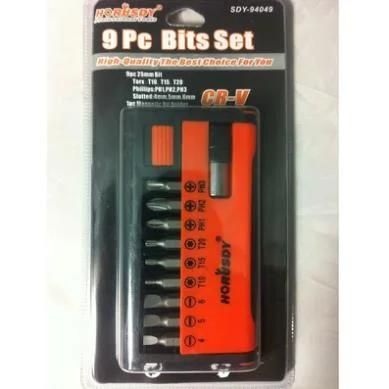 HORUSDY
SDY-94049
9 Pc Bits Set
High-Quality The Best Choice For You
9pc 25mm Bit
Torx T10 T15 T20
Phillips:PH1,PH2,PH3
Slotted:4mm 5mm 6mm
1pc Magnetic Bit Holder
CR-V
PH3
PH2
PH1
T20
T15
T10
6
5
4
HORUSDY